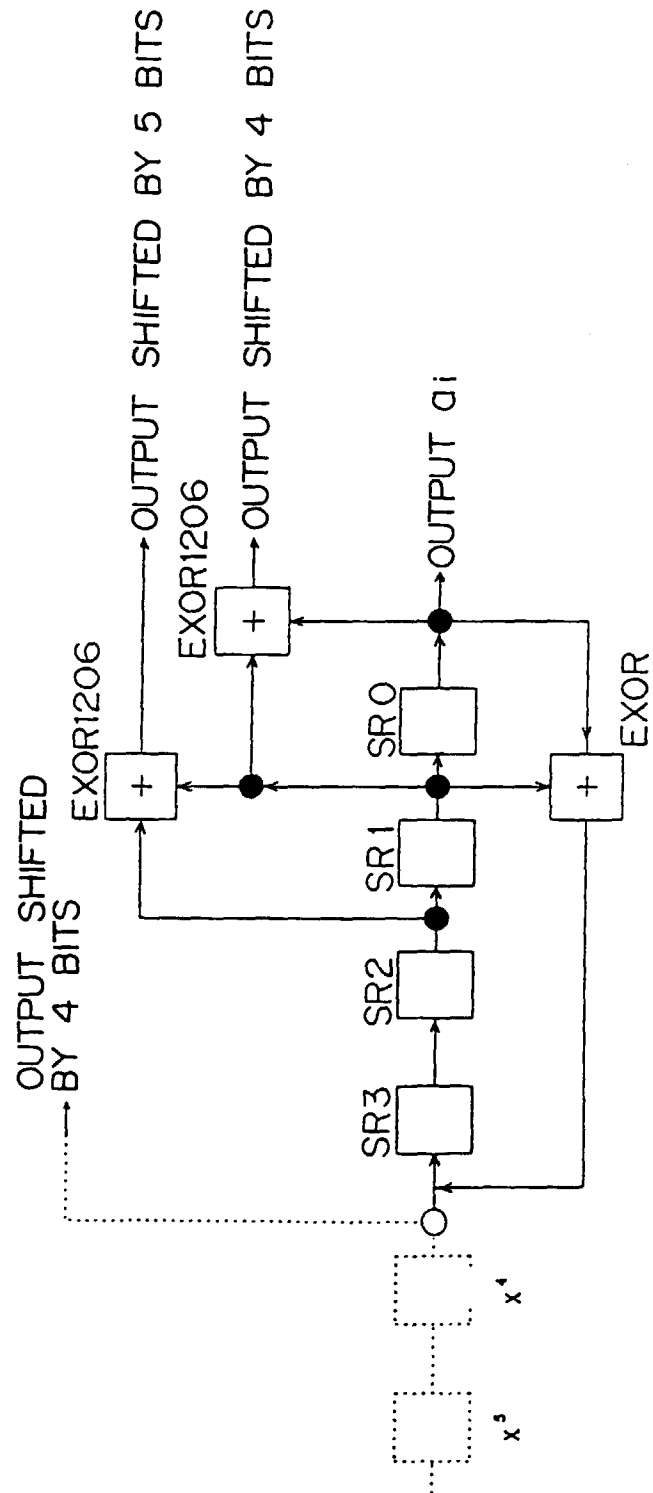 OUTPUT SHIFTED
BY 4 BITS
EXOR1206
OUTPUT SHIFTED BY 5 BITS
EXOR1206
OUTPUT SHIFTED BY 4 BITS
+
+
SR3
SR2
SR1
SR0
OUTPUT ai
x⁵
x⁴
+
EXOR